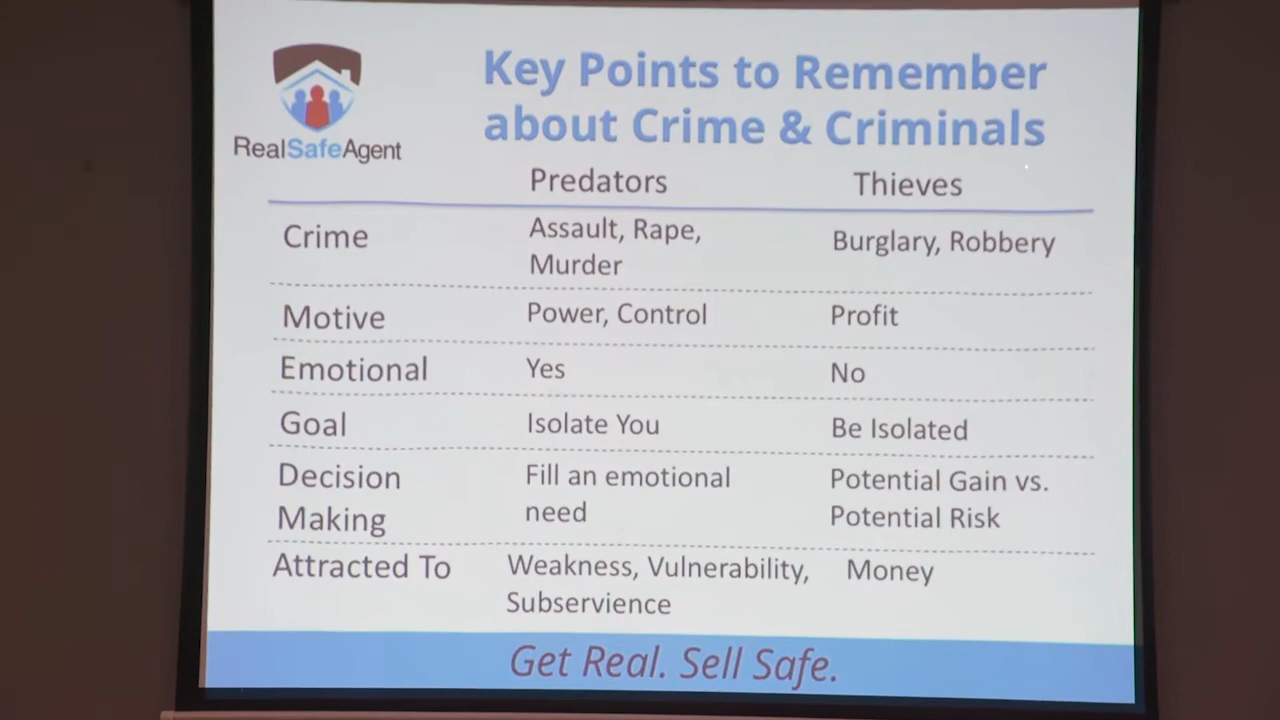 Key Points to Remember
about Crime & Criminals
RealSafeAgent
Predators Thieves
Crime Assault, Rape, Burglary, Robbery
Murder
Motive Power, Control Profit
Emotional Yes No
Goal Isolate You Be Isolated
Decision Fill an emotional Potential Gain vs.
Making need Potential Risk
Attracted To Weakness, Vulnerability, Money
Subservience
Get Real. Sell Safe.